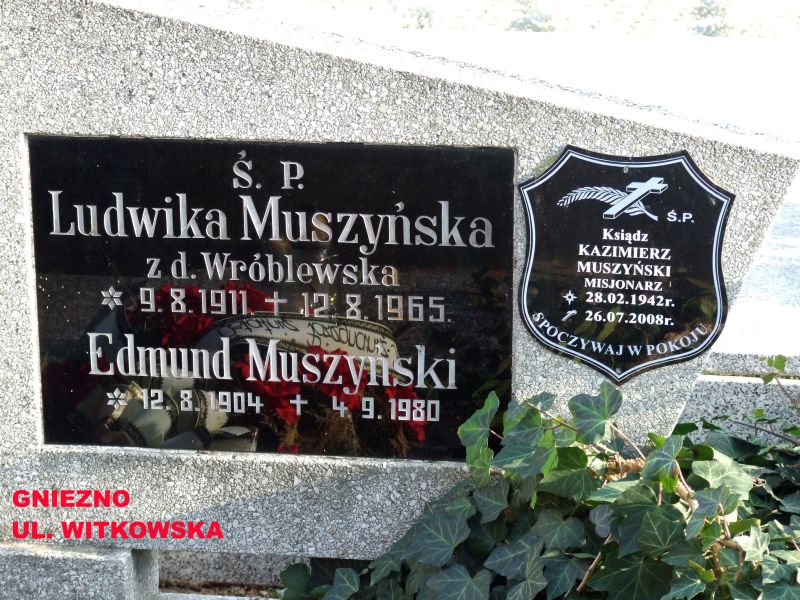 Ś. P.
Ludwika Muszyńska
z d. Wróblewska
* 9.8.1911. + 12.8.1965.
Edmund Muszyński
* 12.8.1904 + 4.9.1980
Ś.P.
Ksiądz
KAZIMIERZ
MUSZYŃSKI
MISJONARZ
28.02.1942r.
26.07.2008r.
SPOCZYWAJ W POKOJU
GNIEZNO
UL. WITKOWSKA